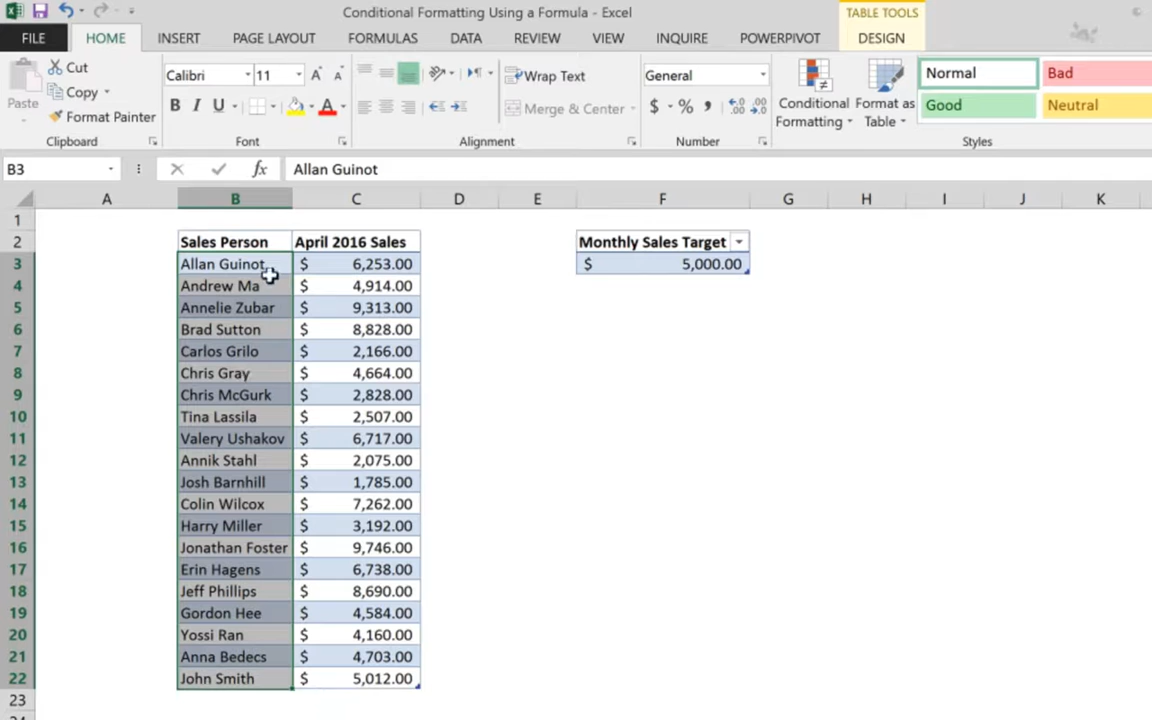 Conditional Formatting Using a Formula - Excel
TABLE TOOLS
FILE HOME INSERT PAGE LAYOUT FORMULAS DATA REVIEW VIEW INQUIRE POWERPIVOT DESIGN
Paste
Cut
Copy
Format Painter
Clipboard
Calibri 11
B I U A
Font
Wrap Text
Merge & Center
Alignment
General
$ % ,
Number
Conditional
Formatting
Format as
Table
Normal Bad
Good Neutral
Styles
B3 fx Allan Guinot
A B C D E F G H I J K
1
2 Sales Person April 2016 Sales Monthly Sales Target
3 Allan Guinot $ 6,253.00 $ 5,000.00
4 Andrew Ma $ 4,914.00
5 Annelie Zubar $ 9,313.00
6 Brad Sutton $ 8,828.00
7 Carlos Grilo $ 2,166.00
8 Chris Gray $ 4,664.00
9 Chris McGurk $ 2,828.00
10 Tina Lassila $ 2,507.00
11 Valery Ushakov $ 6,717.00
12 Annik Stahl $ 2,075.00
13 Josh Barnhill $ 1,785.00
14 Colin Wilcox $ 7,262.00
15 Harry Miller $ 3,192.00
16 Jonathan Foster $ 9,746.00
17 Erin Hagens $ 6,738.00
18 Jeff Phillips $ 8,690.00
19 Gordon Hee $ 4,584.00
20 Yossi Ran $ 4,160.00
21 Anna Bedecs $ 4,703.00
22 John Smith $ 5,012.00
23